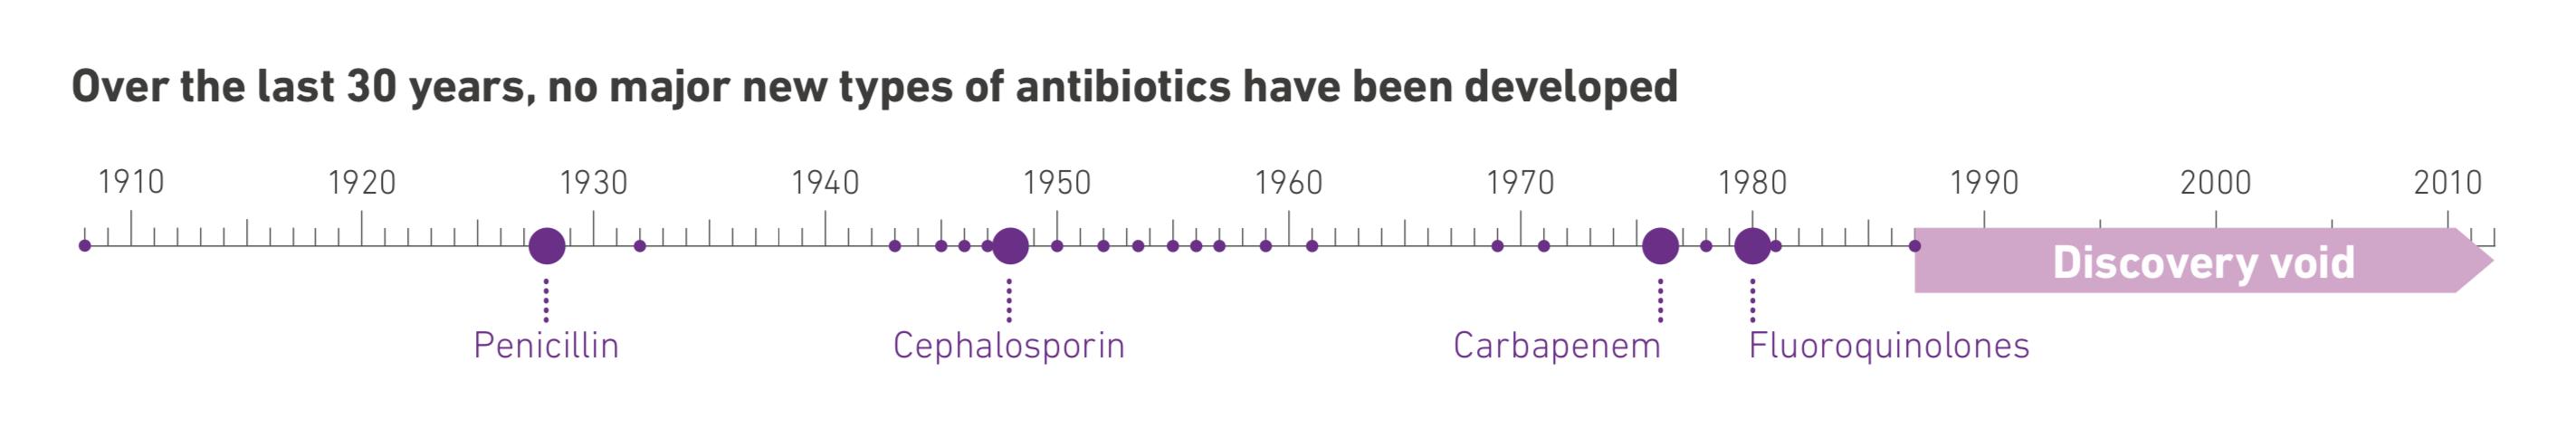 Over the last 30 years, no major new types of antibiotics have been developed
1910 1920 1930 1940 1950 1960 1970 1980 1990 2000 2010
Discovery void
Penicillin Cephalosporin Carbapenem Fluoroquinolones